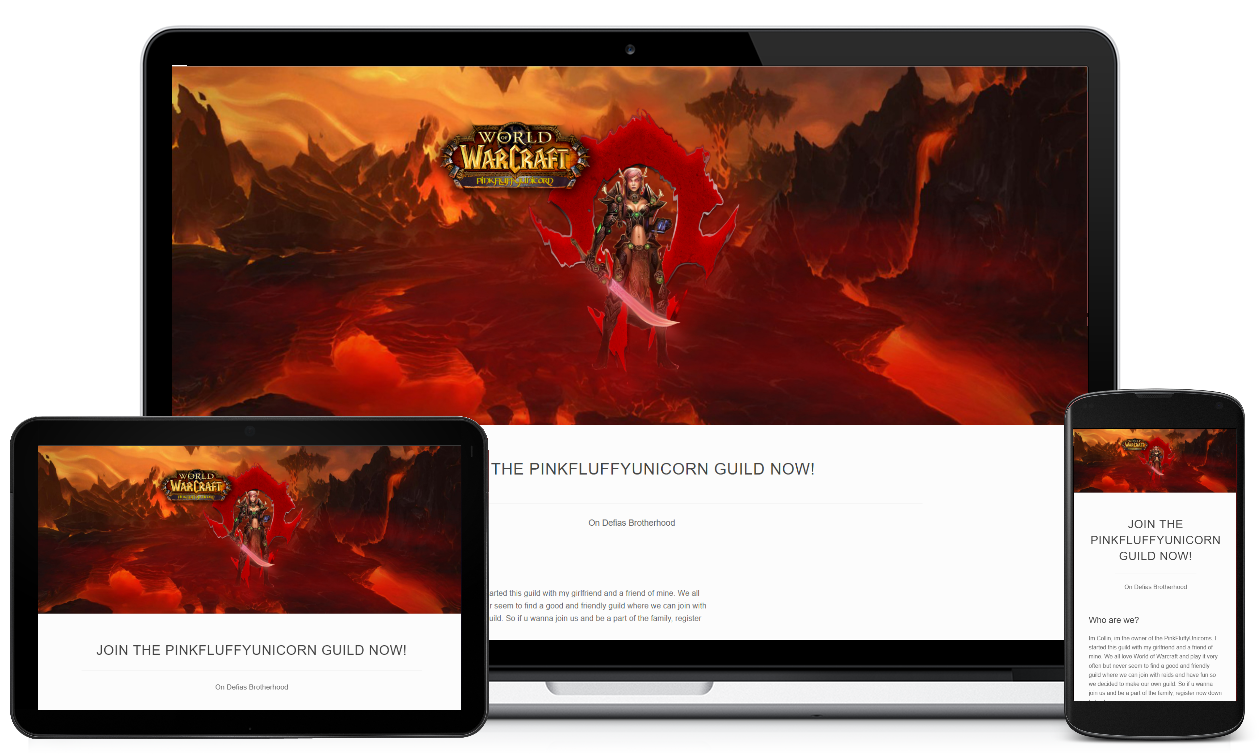 WORLD
OF
WARCRAFT
PINKFLUFFYUNICORN
THE PINKFLUFFYUNICORN GUILD NOW!
On Defias Brotherhood
arted this guild with my girlfriend and a friend of mine. We all
r seem to find a good and friendly guild where we can join with
uild. So if u wanna join us and be a part of the family, register
WORLD
WARCRAFT
PINKFLUFFYUNICORN
JOIN THE PINKFLUFFYUNICORN GUILD NOW!
On Defias Brotherhood
WARCRAFT
JOIN THE
PINKFLUFFYUNICORN
GUILD NOW!
On Defias Brotherhood
Who are we?
Im Collin, im the owner of the PinkFluffyUnicorns. I
started this guild with my girlfriend and a friend of
mine. We all love World of Warcraft and play it very
often but never seem to find a good and friendly
guild where we can join with raids and have fun so
we decided to make our own guild. So if u wanna
join us and be a part of the family, register now down